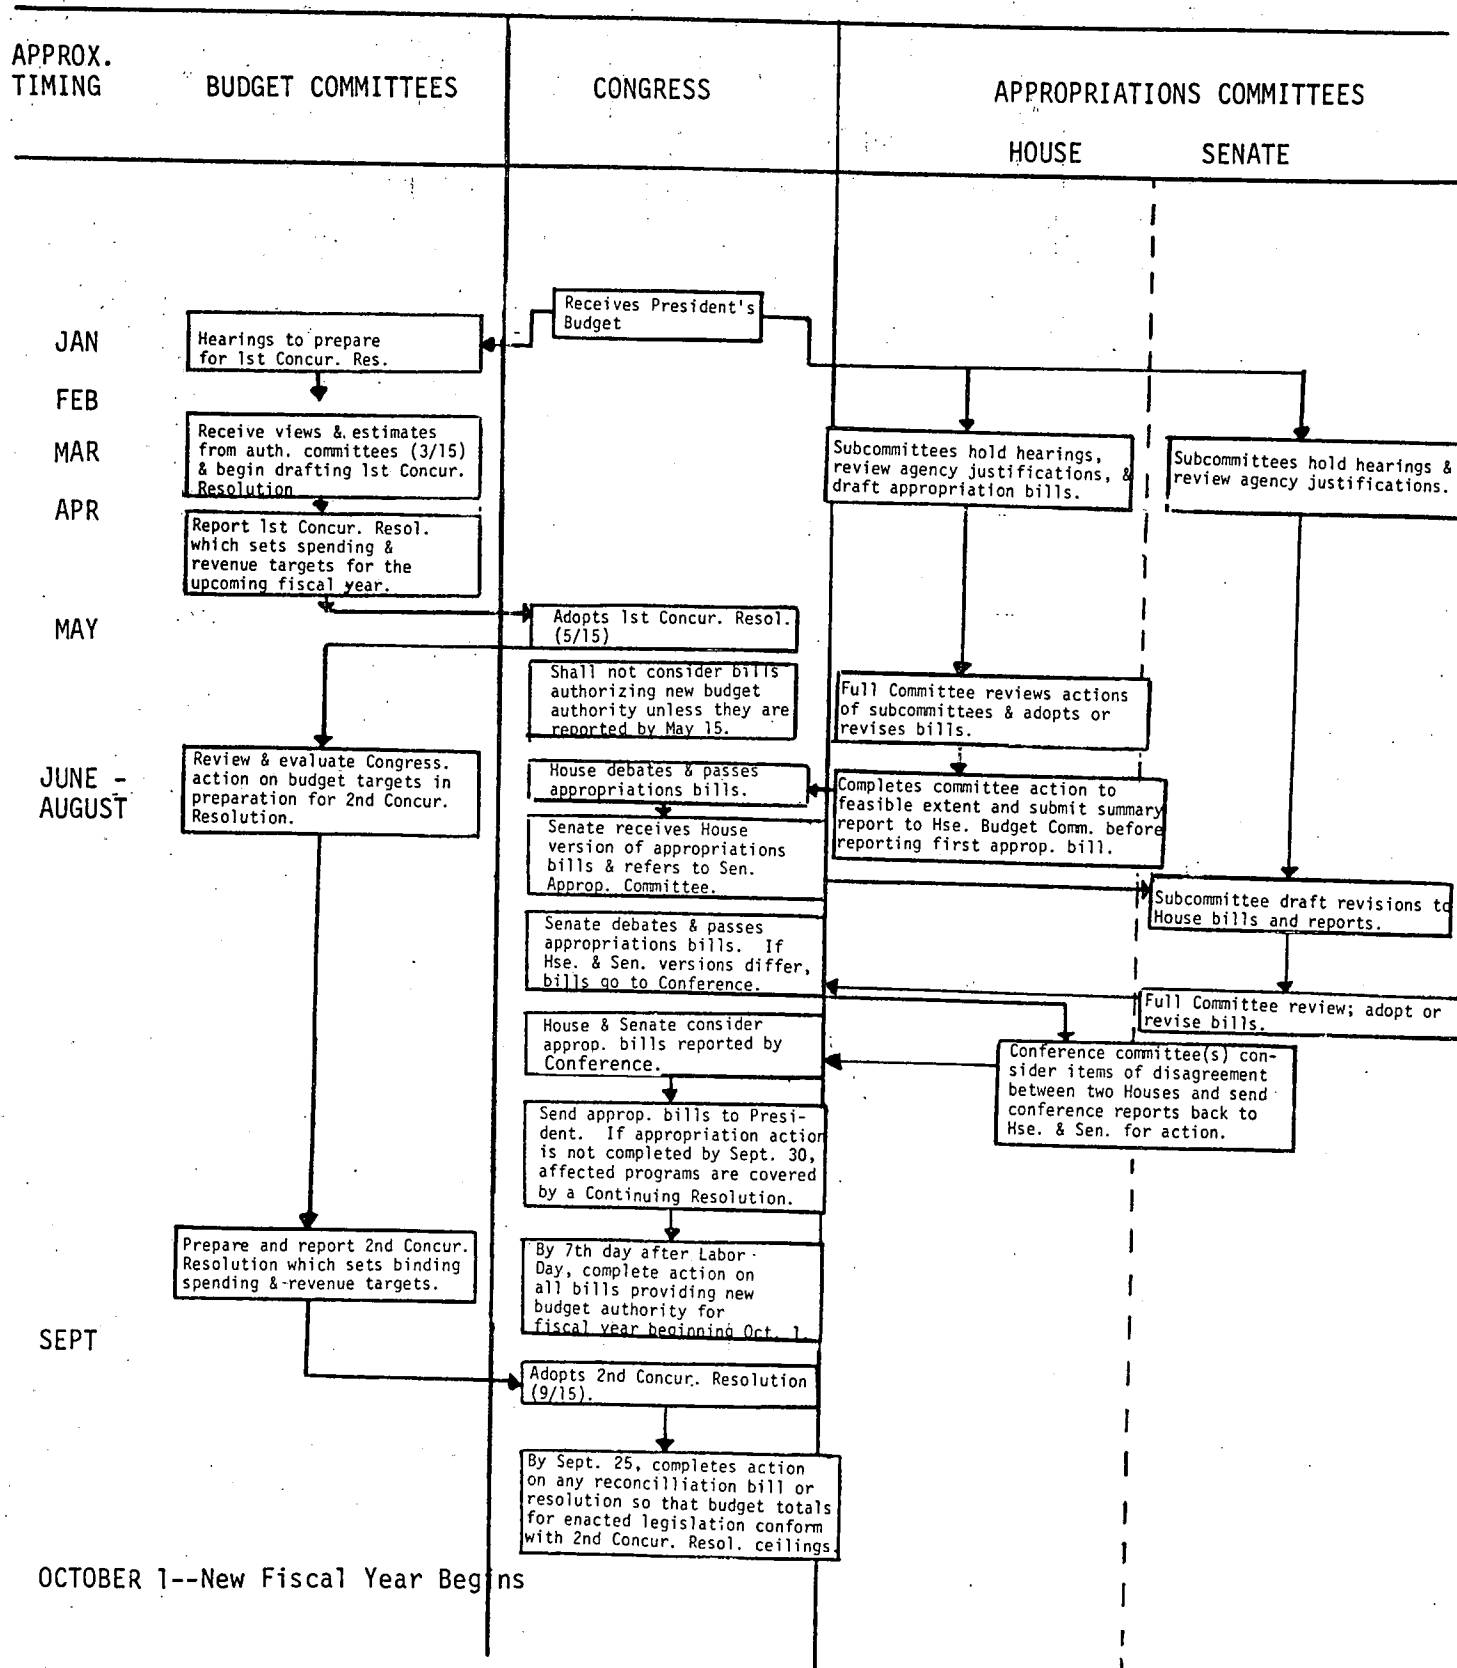 APPROX.
TIMING
BUDGET COMMITTEES
CONGRESS
APPROPRIATIONS COMMITTEES
HOUSE
SENATE
Receives President's
Budget
JAN
Hearings to prepare
for 1st Concur. Res.
FEB
MAR
Receive views & estimates
from auth. committees (3/15)
& begin drafting 1st Concur.
Resolution
Subcommittees hold hearings,
review agency justifications, &
draft appropriation bills.
Subcommittees hold hearings &
review agency justifications.
APR
Report 1st Concur. Resol.
which sets spending &
revenue targets for the
upcoming fiscal year.
MAY
Adopts 1st Concur. Resol.
(5/15)
Shall not consider bills
authorizing new budget
authority unless they are
reported by May 15.
Full Committee reviews actions
of subcommittees & adopts or
revises bills.
JUNE -
AUGUST
Review & evaluate Congress.
action on budget targets in
preparation for 2nd Concur.
Resolution.
House debates & passes
appropriations bills.
Completes committee action to
feasible extent and submit summary
report to Hse. Budget Comm. before
reporting first approp. bill.
Senate receives House
version of appropriations
bills & refers to Sen.
Approp. Committee.
Subcommittee draft revisions to
House bills and reports.
Senate debates & passes
appropriations bills. If
Hse. & Sen. versions differ,
bills go to Conference.
Full Committee review; adopt or
revise bills.
House & Senate consider
approp. bills reported by
Conference.
Conference committee(s) con-
sider items of disagreement
between two Houses and send
conference reports back to
Hse. & Sen. for action.
Send approp. bills to Presi-
dent. If appropriation action
is not completed by Sept. 30,
affected programs are covered
by a Continuing Resolution.
Prepare and report 2nd Concur.
Resolution which sets binding
spending & revenue targets.
By 7th day after Labor
Day, complete action on
all bills providing new
budget authority for
fiscal year beginning Oct. 1.
SEPT
Adopts 2nd Concur. Resolution
(9/15).
By Sept. 25, completes action
on any reconcilliation bill or
resolution so that budget totals
for enacted legislation conform
with 2nd Concur. Resol. ceilings.
OCTOBER 1--New Fiscal Year Begins